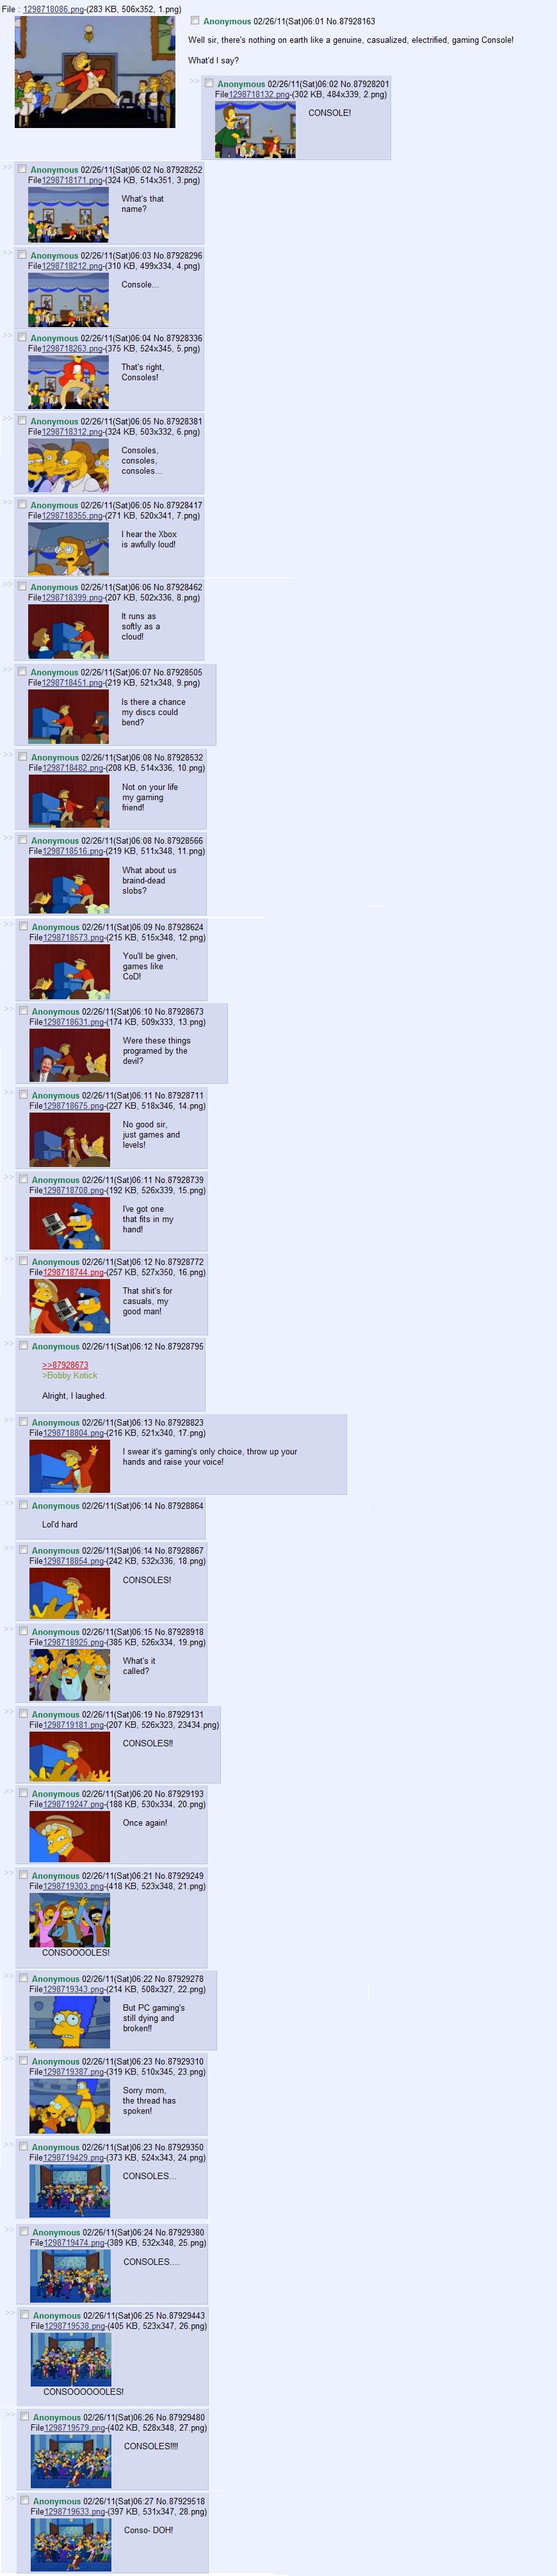 File : 1298718086.png-(283 KB, 506x352, 1.png)
Anonymous 02/26/11(Sat)06:01 No.87928163
Well sir, there's nothing on earth like a genuine, casualized, electrified, gaming Console!
What'd I say?
>> Anonymous 02/26/11(Sat)06:02 No.87928201
File1298718132.png-(302 KB, 484x339, 2.png)
CONSOLE!
>> Anonymous 02/26/11(Sat)06:02 No.87928252
File1298718171.png-(324 KB, 514x351, 3.png)
What's that
name?
>> Anonymous 02/26/11(Sat)06:03 No.87928296
File1298718212.png-(310 KB, 499x334, 4.png)
Console...
>> Anonymous 02/26/11(Sat)06:04 No.87928336
File1298718263.png-(375 KB, 524x345, 5.png)
That's right,
Consoles!
>> Anonymous 02/26/11(Sat)06:05 No.87928381
File1298718312.png-(324 KB, 503x332, 6.png)
Consoles,
consoles,
consoles...
>> Anonymous 02/26/11(Sat)06:05 No.87928417
File1298718355.png-(271 KB, 520x341, 7.png)
I hear the Xbox
is awfully loud!
>> Anonymous 02/26/11(Sat)06:06 No.87928462
File1298718399.png-(207 KB, 502x336, 8.png)
It runs as
softly as a
cloud!
>> Anonymous 02/26/11(Sat)06:07 No.87928505
File1298718451.png-(219 KB, 521x348, 9.png)
Is there a chance
my discs could
bend?
>> Anonymous 02/26/11(Sat)06:08 No.87928532
File1298718482.png-(208 KB, 514x336, 10.png)
Not on your life
my gaming
friend!
>> Anonymous 02/26/11(Sat)06:08 No.87928566
File1298718516.png-(219 KB, 511x348, 11.png)
What about us
braind-dead
slobs?
>> Anonymous 02/26/11(Sat)06:09 No.87928624
File1298718573.png-(215 KB, 515x348, 12.png)
You'll be given,
games like
CoD!
>> Anonymous 02/26/11(Sat)06:10 No.87928673
File1298718631.png-(174 KB, 509x333, 13.png)
Were these things
programed by the
devil?
>> Anonymous 02/26/11(Sat)06:11 No.87928711
File1298718675.png-(227 KB, 518x346, 14.png)
No good sir,
just games and
levels!
>> Anonymous 02/26/11(Sat)06:11 No.87928739
File1298718708.png-(192 KB, 526x339, 15.png)
I've got one
that fits in my
hand!
>> Anonymous 02/26/11(Sat)06:12 No.87928772
File1298718744.png-(257 KB, 527x350, 16.png)
That shit's for
casuals, my
good man!
>> Anonymous 02/26/11(Sat)06:12 No.87928795
>>87928673
>Bobby Kotick
Alright, I laughed.
>> Anonymous 02/26/11(Sat)06:13 No.87928823
File1298718804.png-(216 KB, 521x340, 17.png)
I swear it's gaming's only choice, throw up your
hands and raise your voice!
>> Anonymous 02/26/11(Sat)06:14 No.87928864
Lol'd hard
>> Anonymous 02/26/11(Sat)06:14 No.87928867
File1298718854.png-(242 KB, 532x336, 18.png)
CONSOLES!
>> Anonymous 02/26/11(Sat)06:15 No.87928918
File1298718925.png-(385 KB, 526x334, 19.png)
What's it
called?
>> Anonymous 02/26/11(Sat)06:19 No.87929131
File1298719181.png-(207 KB, 526x323, 23434.png)
CONSOLES!!
>> Anonymous 02/26/11(Sat)06:20 No.87929193
File1298719247.png-(188 KB, 530x334, 20.png)
Once again!
>> Anonymous 02/26/11(Sat)06:21 No.87929249
File1298719303.png-(418 KB, 523x348, 21.png)
CONSOOOOLES!
>> Anonymous 02/26/11(Sat)06:22 No.87929278
File1298719343.png-(214 KB, 508x327, 22.png)
But PC gaming's
still dying and
broken!!
>> Anonymous 02/26/11(Sat)06:23 No.87929310
File1298719387.png-(319 KB, 510x345, 23.png)
Sorry mom,
the thread has
spoken!
>> Anonymous 02/26/11(Sat)06:23 No.87929350
File1298719429.png-(373 KB, 524x343, 24.png)
CONSOLES...
>> Anonymous 02/26/11(Sat)06:24 No.87929380
File1298719474.png-(389 KB, 532x348, 25.png)
CONSOLES....
>> Anonymous 02/26/11(Sat)06:25 No.87929443
File1298719538.png-(405 KB, 523x347, 26.png)
CONSOOOOOOLES!
>> Anonymous 02/26/11(Sat)06:26 No.87929480
File1298719579.png-(402 KB, 528x348, 27.png)
CONSOLES!!!!
>> Anonymous 02/26/11(Sat)06:27 No.87929518
File1298719633.png-(397 KB, 531x347, 28.png)
Conso- DOH!